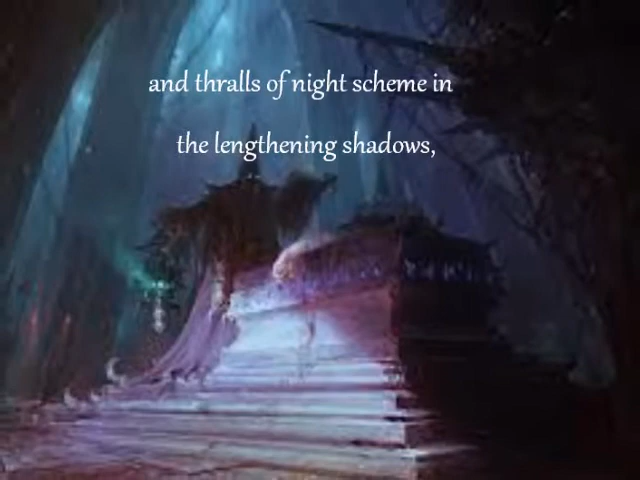 and thralls of night scheme in
the lengthening shadows,